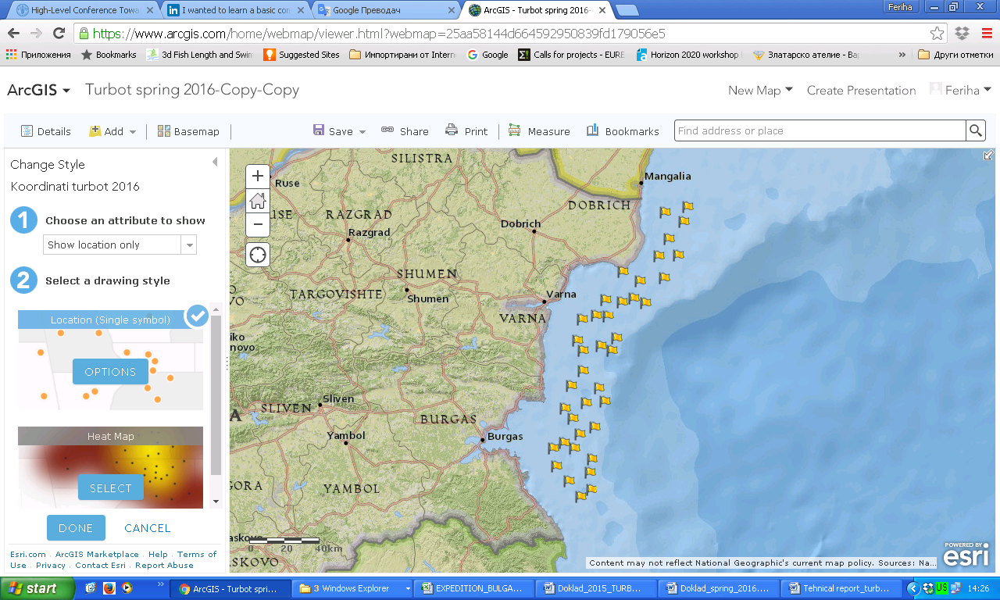 High-Level Conference Towa
I wanted to learn a basic con
Google Преводач
ArcGIS - Turbot spring 2016-
Feriha
https://www.arcgis.com/home/webmap/viewer.html?webmap=25aa58144d664592950839fd179056e5
Приложения
Bookmarks
3d Fich Length and Swim
Suggested Sites
Импортирани от Intern
Google
Calls for projects - EURE
Horizon 2020 workshop
Златарско ателие - Вар
»
Други отметки
ArcGIS
Turbot spring 2016-Copy-Copy
New Map
Create Presentation
Feriha
Details
Add
Basemap
Save
Share
Print
Measure
Bookmarks
Find address or place
Change Style
Koordinati turbot 2016
1 Choose an attribute to show
Show location only
2 Select a drawing style
Location (Single symbol)
OPTIONS
Heat Map
SELECT
DONE
CANCEL
Esri.com . ArcGIS Marketplace . Help . Terms of
Use . Privacy . Contact Esri . Report Abuse
SILISTRA
Mangalia
Ruse
DOBRICH
USE
RAZGRAD
Dobrich
Razgrad
SHUMEN
TARGOVISHTE
Varna
Shumen
VO
VARNA
iko
novo
Sliven
SLIVEN
A
BURGAS
Yambol
Burgas
GORA
YAMBOL
askovo
0 20 40km
SKOVO
Content may not reflect National Geographic's current map policy. Sources: Na...
POWERED BY
esri
start
»
ArcGIS - Turbot spri...
3 Windows Explorer
EXPEDITION_BULGA...
Doklad_2015_TURB...
Doklad_spring_2016....
Tehnical report_turb...
US
14:26